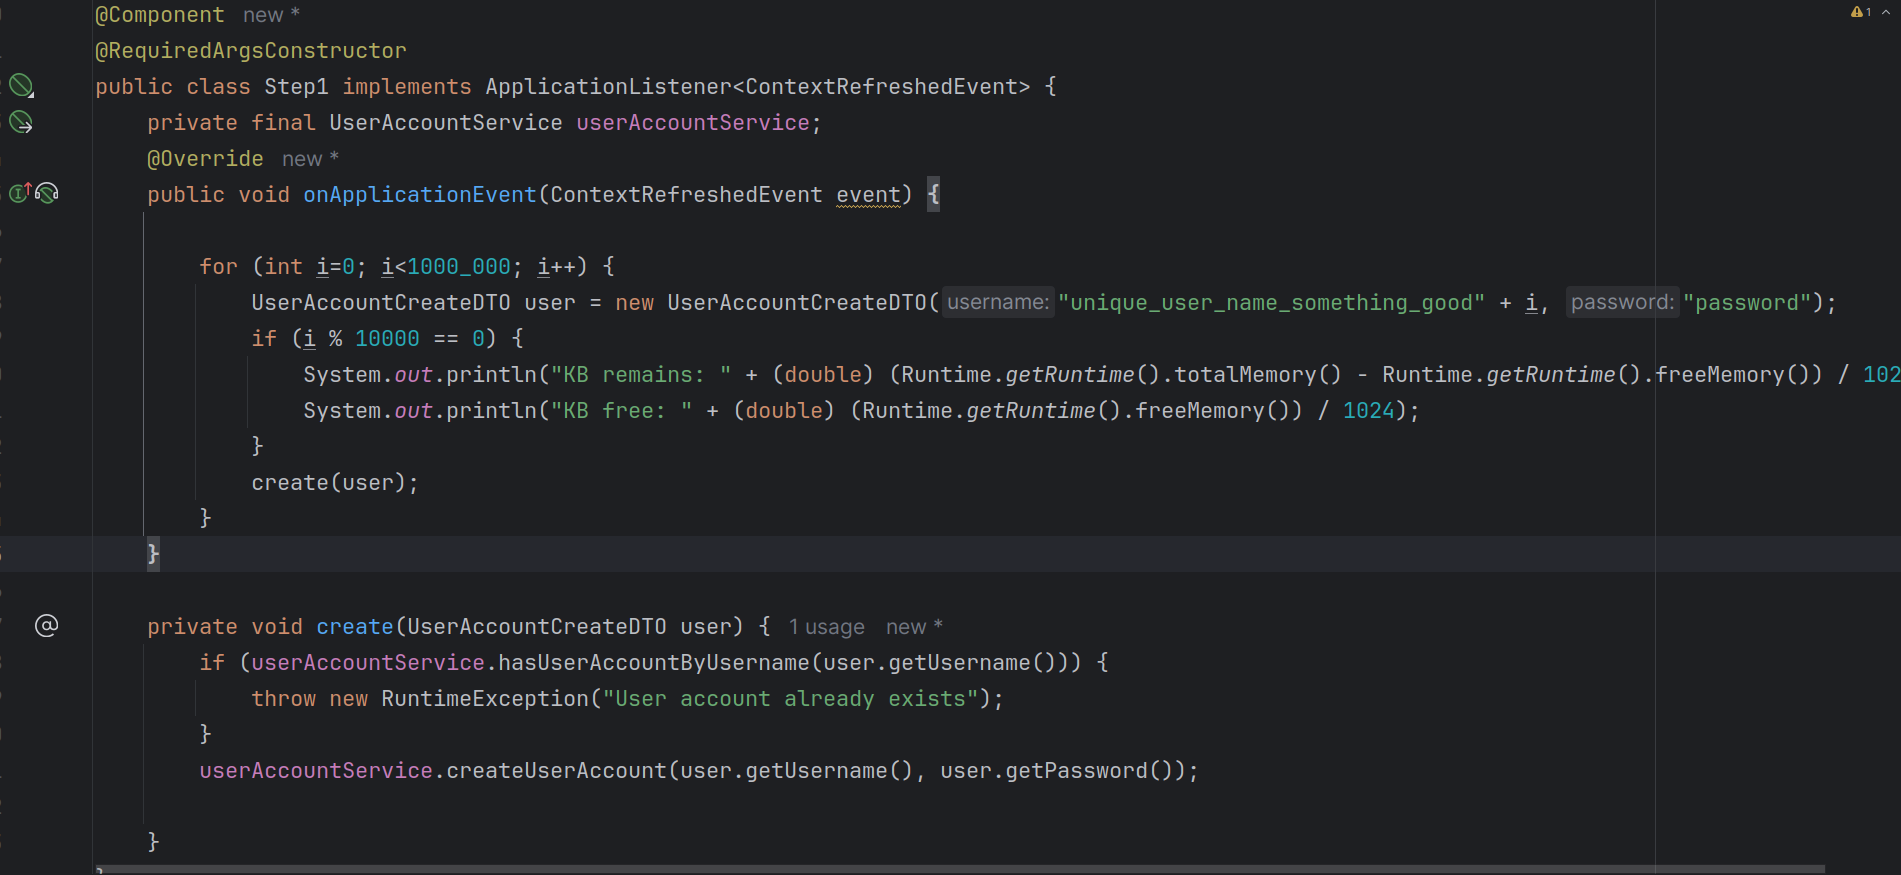 @Component new *
@RequiredArgsConstructor
public class Step1 implements ApplicationListener<ContextRefreshedEvent> {
private final UserAccountService userAccountService;
@Override new *
public void onApplicationEvent(ContextRefreshedEvent event) {
for (int i=0; i<1000_000; i++) {
UserAccountCreateDTO user = new UserAccountCreateDTO( username: "unique_user_name_something_good" + i, password: "password");
if (i % 10000 == 0) {
System.out.println("KB remains: " + (double) (Runtime.getRuntime().totalMemory() - Runtime.getRuntime().freeMemory()) / 102
System.out.println("KB free: " + (double) (Runtime.getRuntime().freeMemory()) / 1024);
}
create(user);
}
}
private void create(UserAccountCreateDTO user) { 1 usage new *
if (userAccountService.hasUserAccountByUsername(user.getUsername())) {
throw new RuntimeException("User account already exists");
}
userAccountService.createUserAccount(user.getUsername(), user.getPassword());
}
1